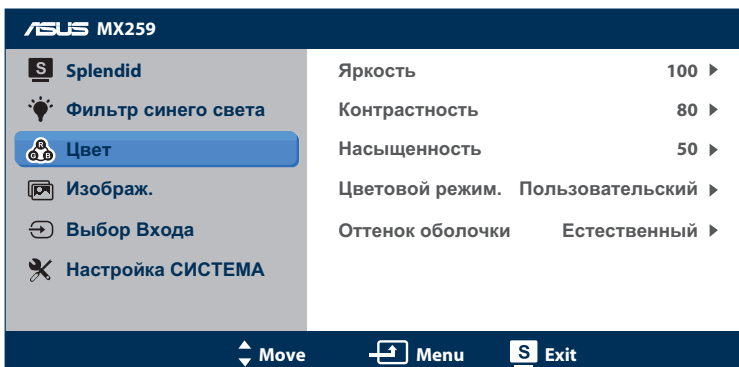 ASUS MX259
S Splendid
Фильтр синего света
R G B Цвет
Изображ.
Выбор Входа
Настройка СИСТЕМА
Яркость 100
Контрастность 80
Насыщенность 50
Цветовой режим. Пользовательский
Оттенок оболочки Естественный
Move Menu S Exit